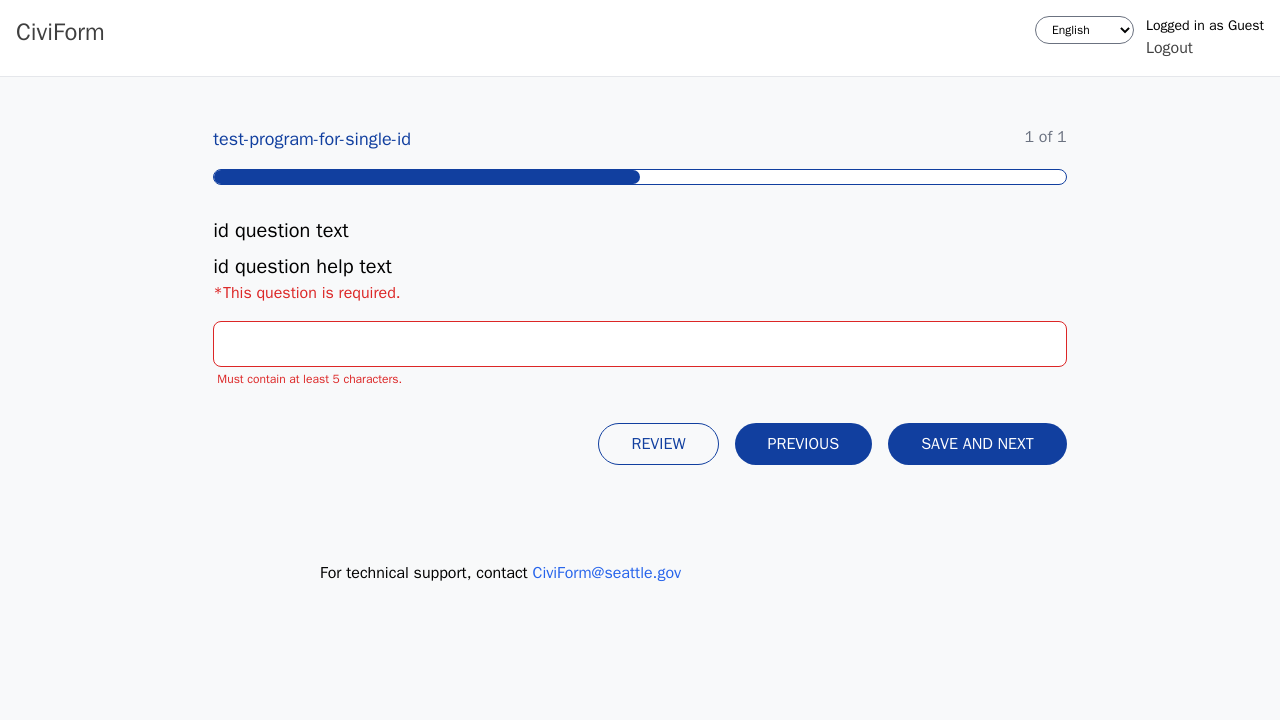 CiviForm
English
Logged in as Guest
Logout
test-program-for-single-id
1 of 1
id question text
id question help text
*This question is required.
Must contain at least 5 characters.
REVIEW
PREVIOUS
SAVE AND NEXT
For technical support, contact CiviForm@seattle.gov